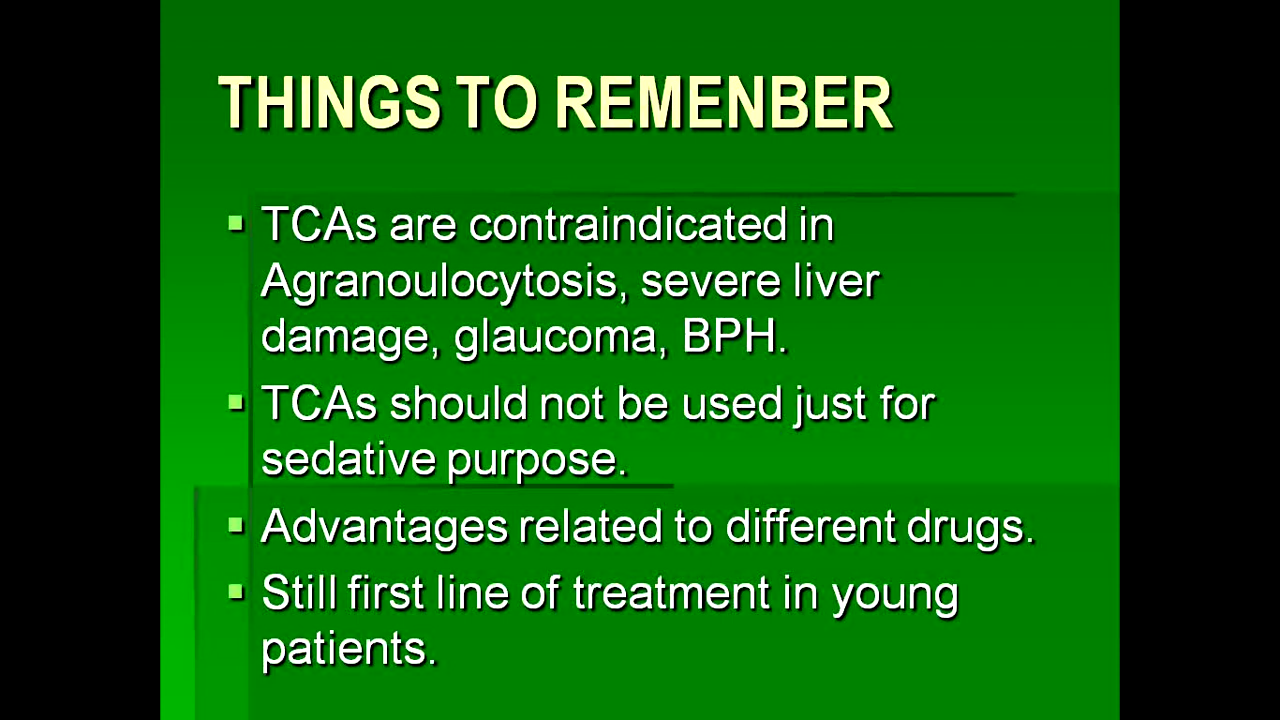 THINGS TO REMENBER
TCAs are contraindicated in
Agranoulocytosis, severe liver
damage, glaucoma, BPH.
TCAs should not be used just for
sedative purpose.
Advantages related to different drugs.
Still first line of treatment in young
patients.